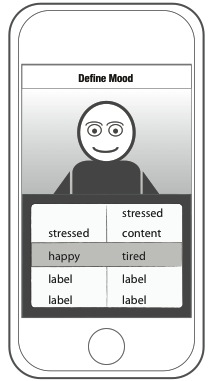 Define Mood
stressed
stressed content
happy tired
label label
label label